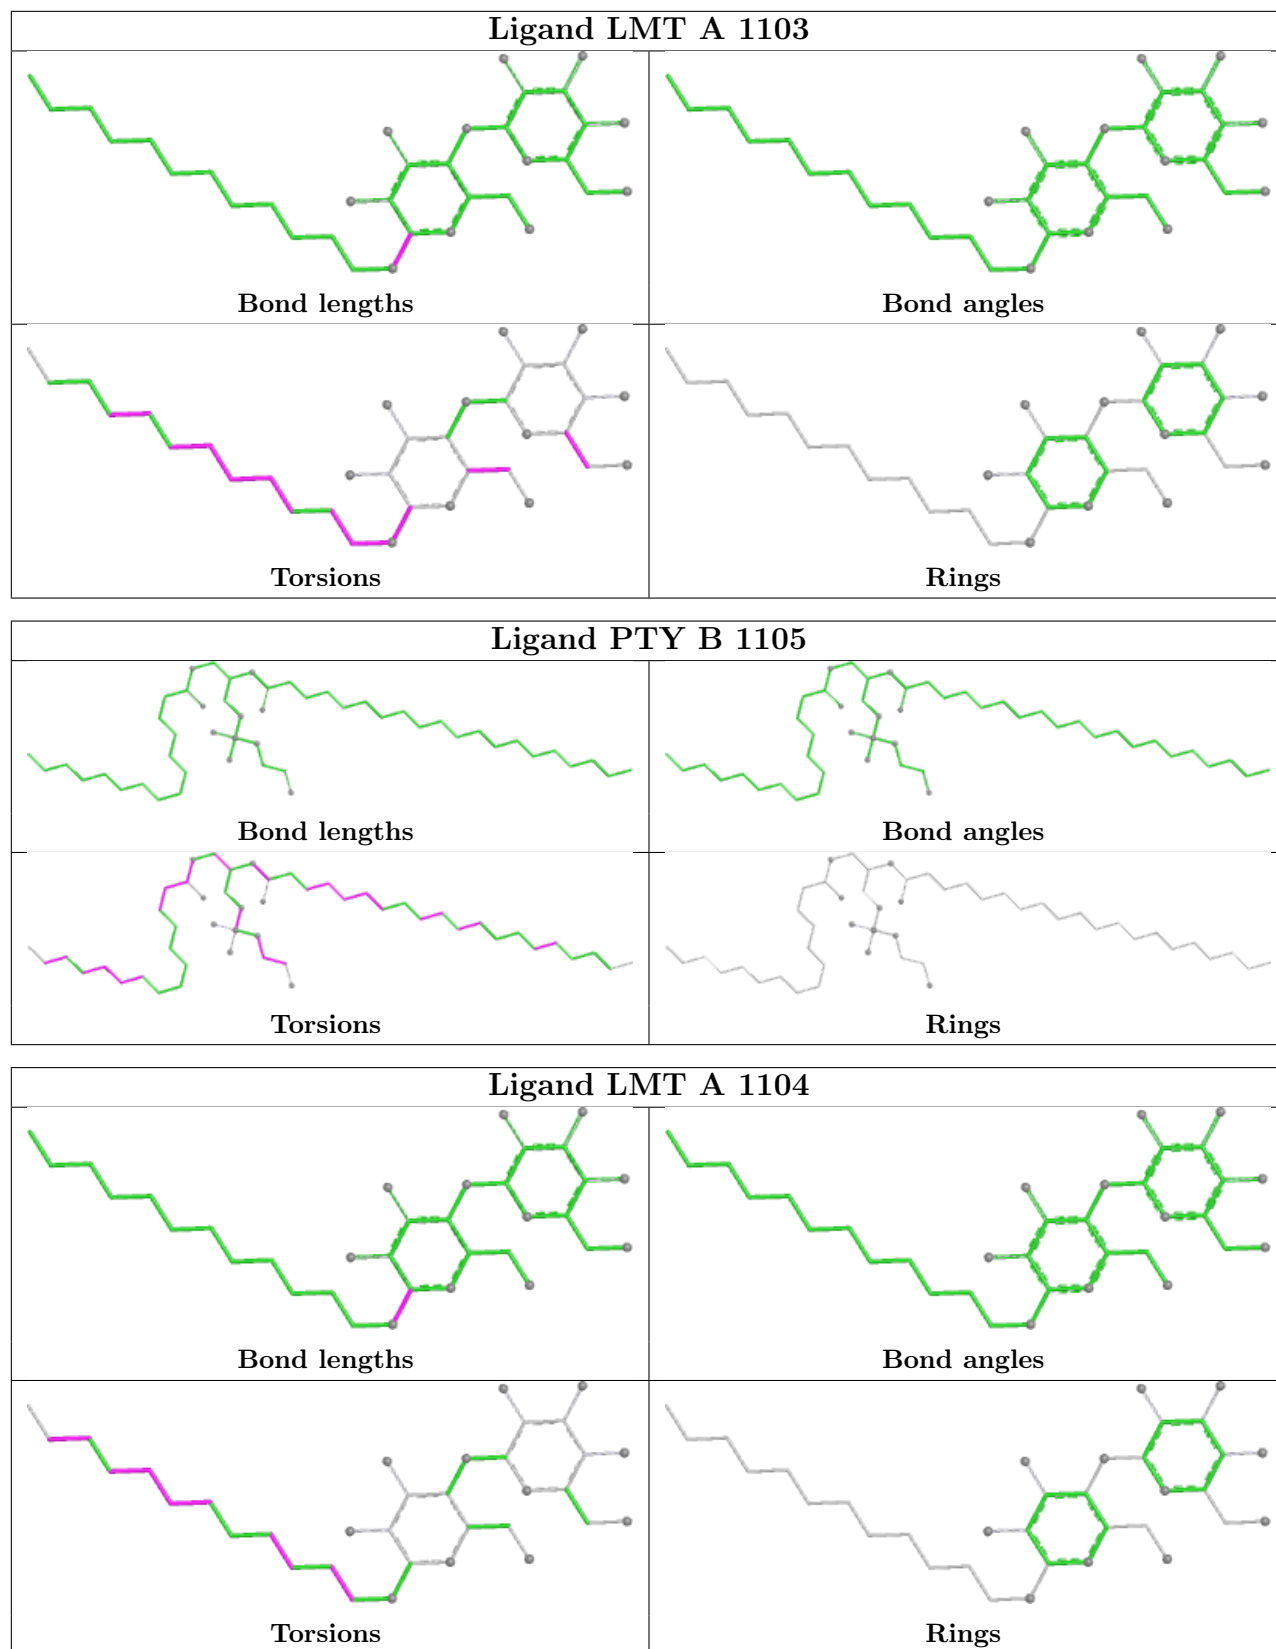 Ligand LMT A 1103
Bond lengths
Bond angles
Torsions
Rings
Ligand PTY B 1105
Bond lengths
Bond angles
Torsions
Rings
Ligand LMT A 1104
Bond lengths
Bond angles
Torsions
Rings